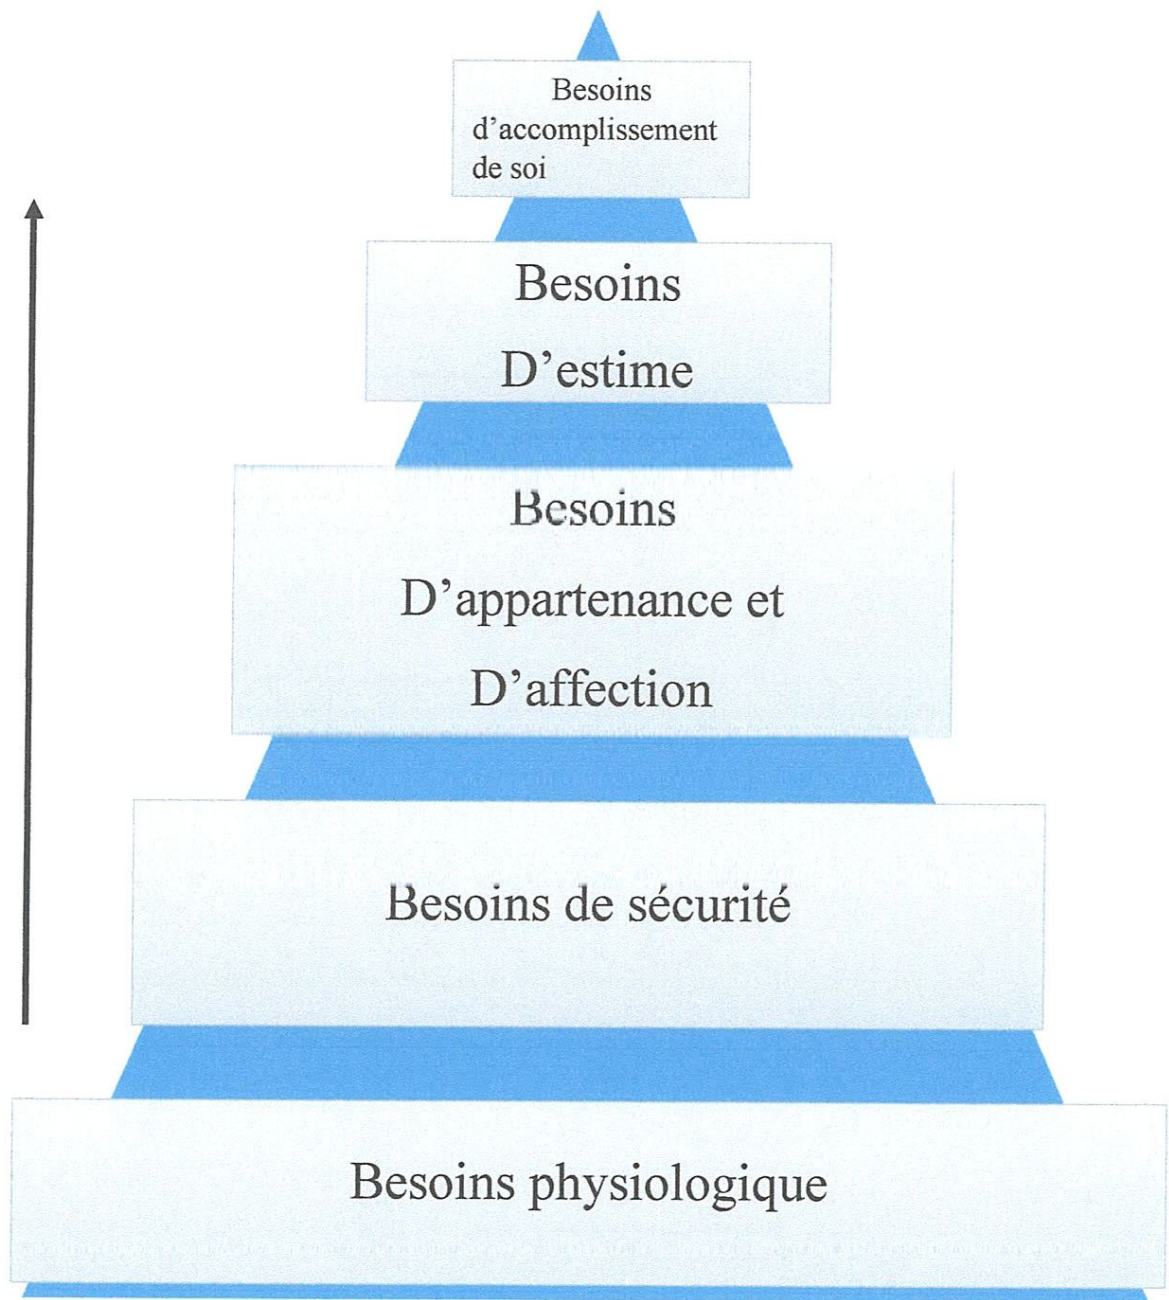 Besoins
d’accomplissement
de soi
Besoins
D’estime
Besoins
D’appartenance et
D’affection
Besoins de sécurité
Besoins physiologique